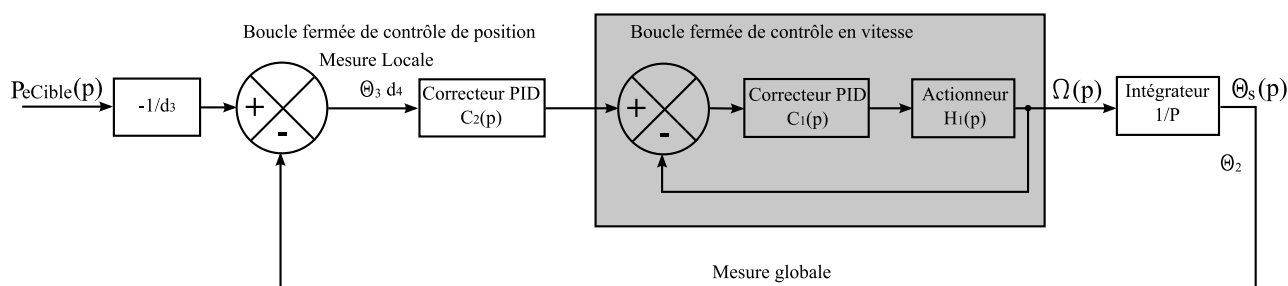 Boucle fermée de contrôle de position
Boucle fermée de contrôle en vitesse
Mesure Locale
PeCible(p)
-1/d3
+
-
Θ3 d4
Correcteur PID
C2(p)
+
-
Correcteur PID
C1(p)
Actionneur
H1(p)
Ω(p)
Intégrateur
1/P
Θs(p)
Θ2
Mesure globale